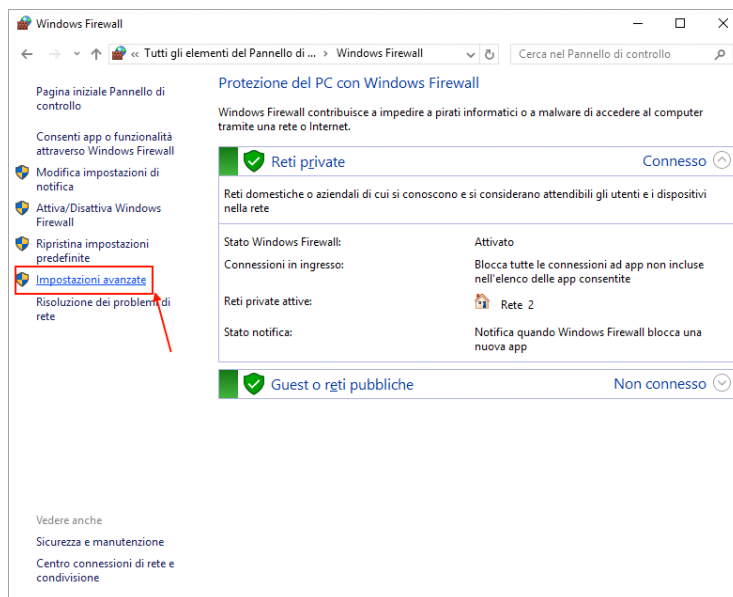 Windows Firewall
« Tutti gli elementi del Pannello di ... › Windows Firewall
Cerca nel Pannello di controllo
Pagina iniziale Pannello di
controllo
Consenti app o funzionalità
attraverso Windows Firewall
Modifica impostazioni di
notifica
Attiva/Disattiva Windows
Firewall
Ripristina impostazioni
predefinite
Impostazioni avanzate
Risoluzione dei problemi di
rete
Protezione del PC con Windows Firewall
Windows Firewall contribuisce a impedire a pirati informatici o a malware di accedere al computer
tramite una rete o Internet.
Reti private Connesso
Reti domestiche o aziendali di cui si conoscono e si considerano attendibili gli utenti e i dispositivi
nella rete
Stato Windows Firewall: Attivato
Connessioni in ingresso: Blocca tutte le connessioni ad app non incluse
nell'elenco delle app consentite
Reti private attive: Rete 2
Stato notifica: Notifica quando Windows Firewall blocca una
nuova app
Guest o reti pubbliche Non connesso
Vedere anche
Sicurezza e manutenzione
Centro connessioni di rete e
condivisione